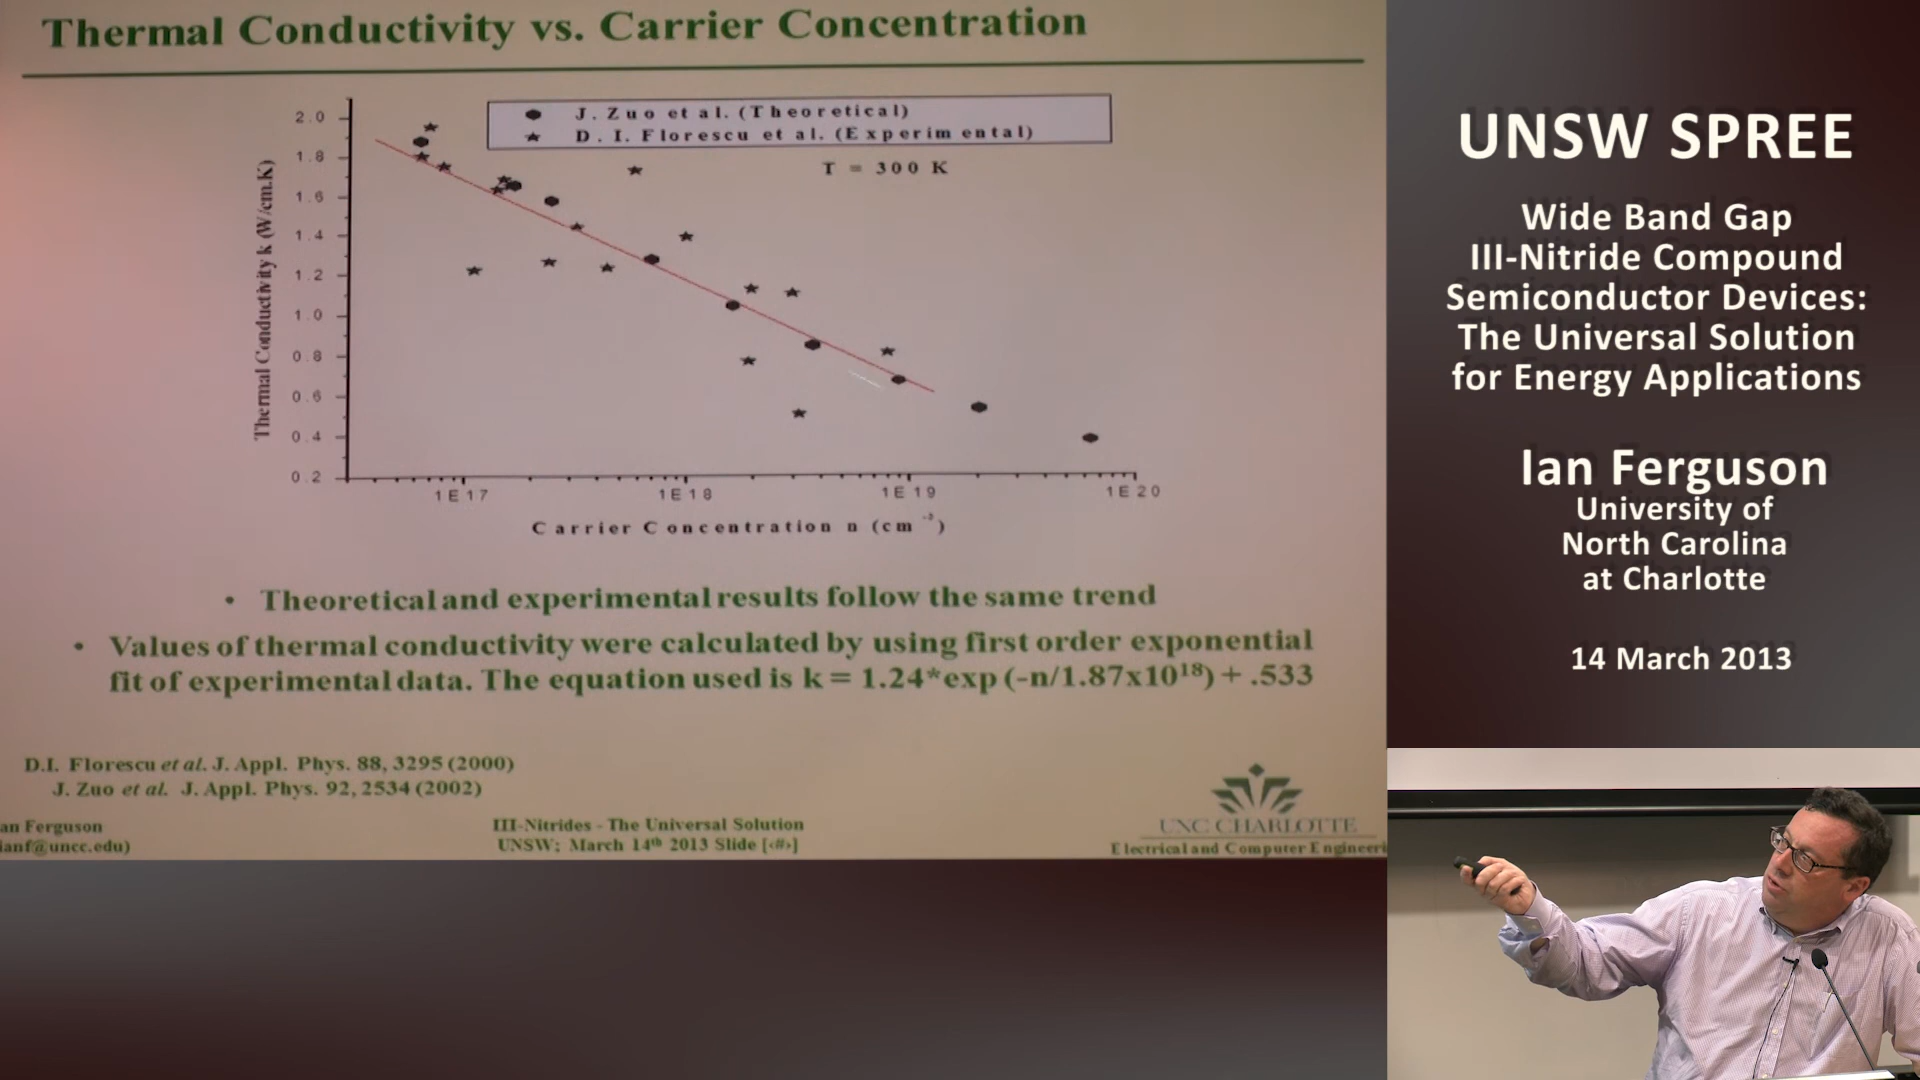 Thermal Conductivity vs. Carrier Concentration
J. Zuo et al. (Theoretical)
D. I. Florescu et al. (Experim ental)
T = 300 K
Thermal Conductivity k (W/cm.K)
2.0
1.8
1.6
1.4
1.2
1.0
0.8
0.6
0.4
0.2
1E17
1E18
1E19
1E20
Carrier Concentration n (cm⁻³)
• Theoretical and experimental results follow the same trend
• Values of thermal conductivity were calculated by using first order exponential
fit of experimental data. The equation used is k = 1.24*exp (-n/1.87x10¹⁸) + .533
D.I. Florescu et al. J. Appl. Phys. 88, 3295 (2000)
J. Zuo et al. J. Appl. Phys. 92, 2534 (2002)
an Ferguson
ianf@uncc.edu)
III-Nitrides - The Universal Solution
UNSW: March 14th 2013 Slide [‹#›]
UNC CHARLOTTE
Electrical and Computer Engineeri
UNSW SPREE
Wide Band Gap
III-Nitride Compound
Semiconductor Devices:
The Universal Solution
for Energy Applications
Ian Ferguson
University of
North Carolina
at Charlotte
14 March 2013